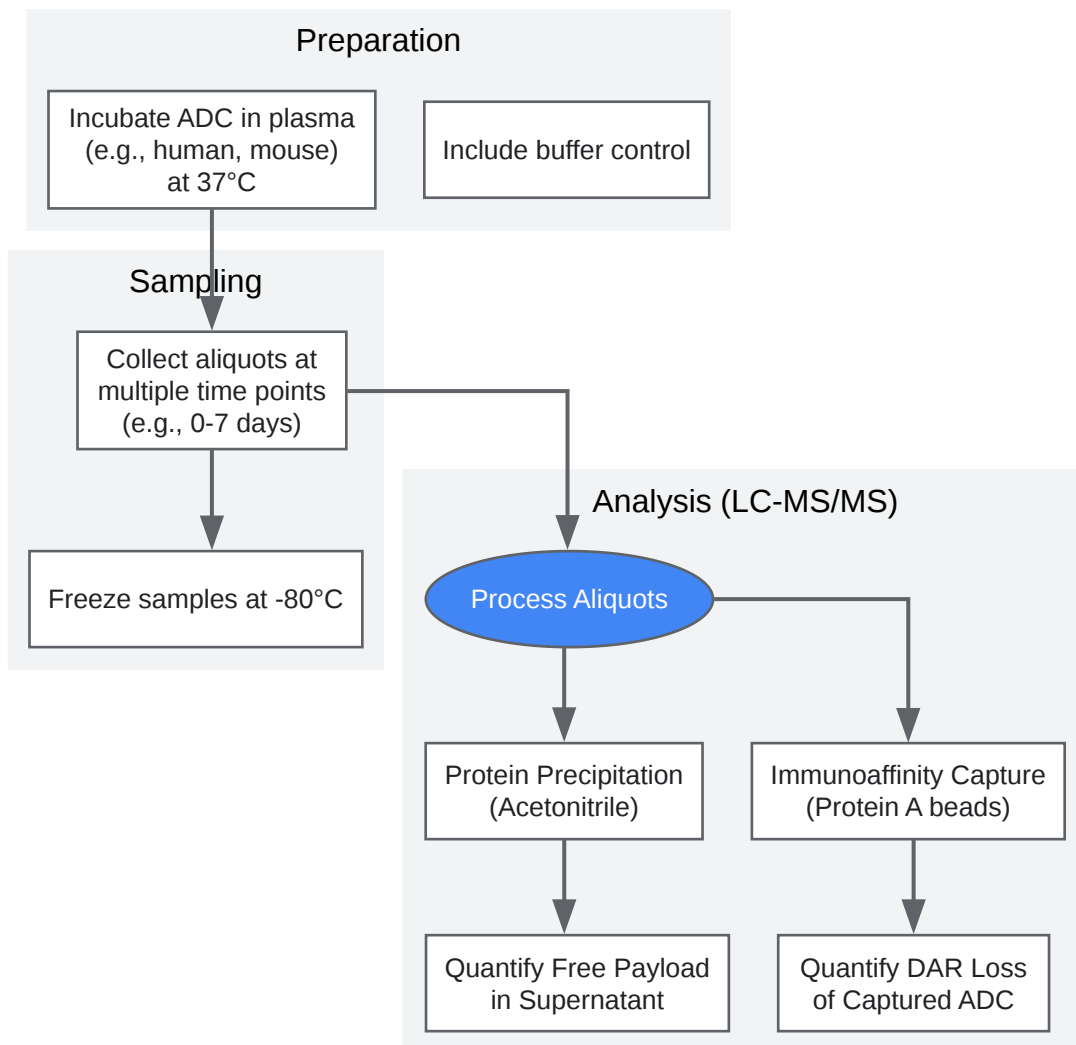 Preparation
Incubate ADC in plasma
(e.g., human, mouse)
at 37°C
Include buffer control
Sampling
Collect aliquots at
multiple time points
(e.g., 0-7 days)
Freeze samples at -80°C
Analysis (LC-MS/MS)
Process Aliquots
Protein Precipitation
(Acetonitrile)
Immunoaffinity Capture
(Protein A beads)
Quantify Free Payload
in Supernatant
Quantify DAR Loss
of Captured ADC